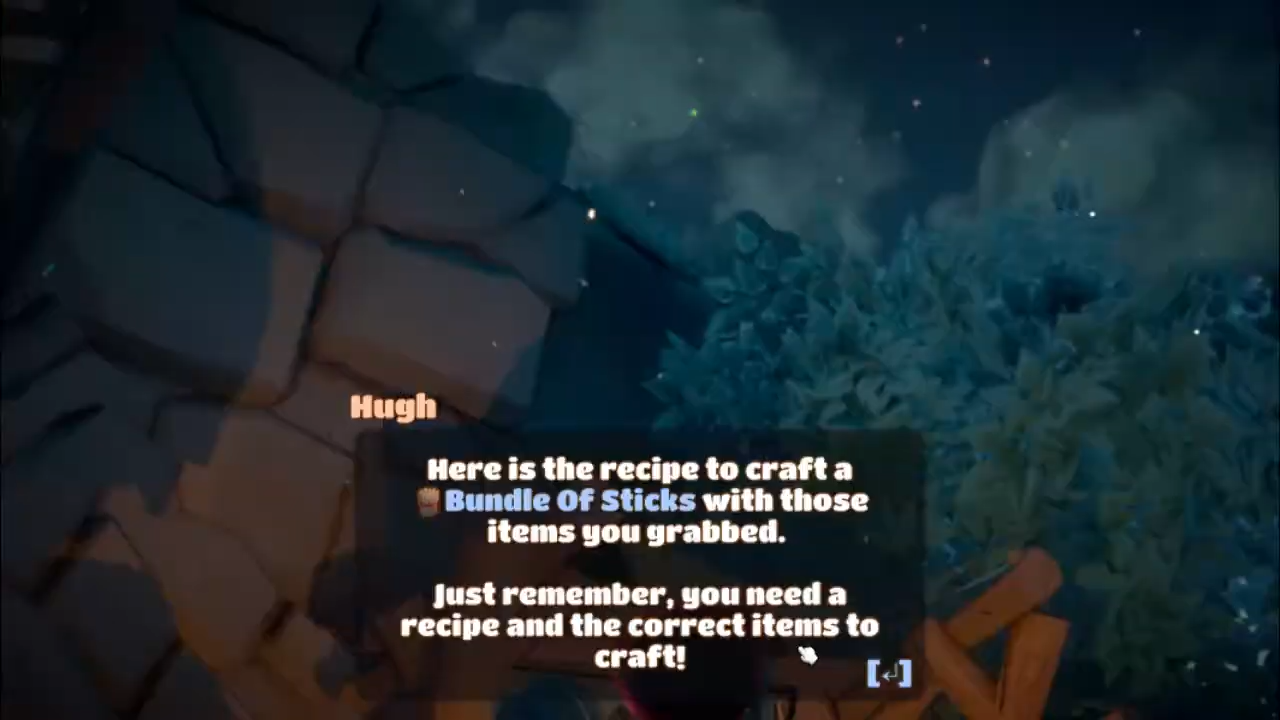 Hugh
Here is the recipe to craft a
Bundle Of Sticks with those
items you grabbed.
Just remember, you need a
recipe and the correct items to
craft!
[↵]